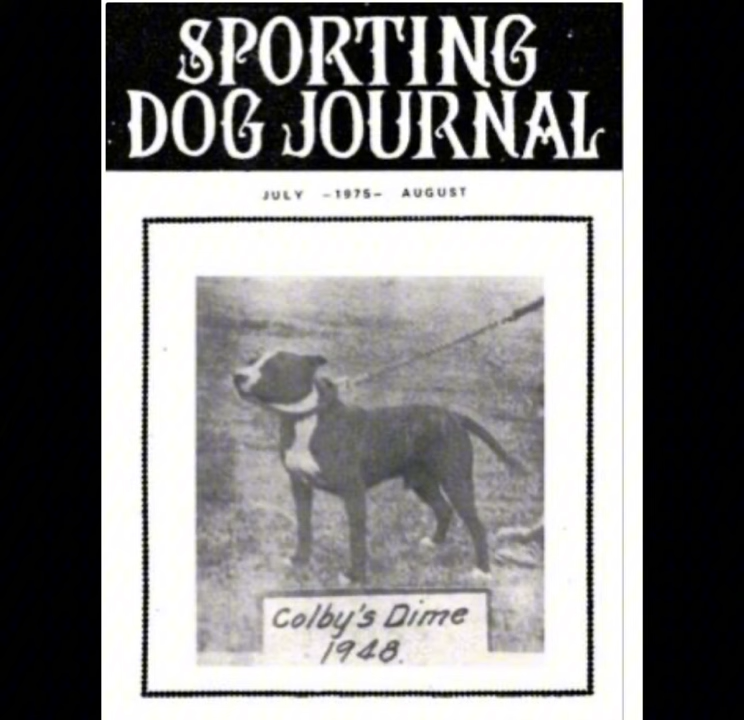 SPORTING
DOG JOURNAL
JULY –1975– AUGUST
Colby's Dime
1948.